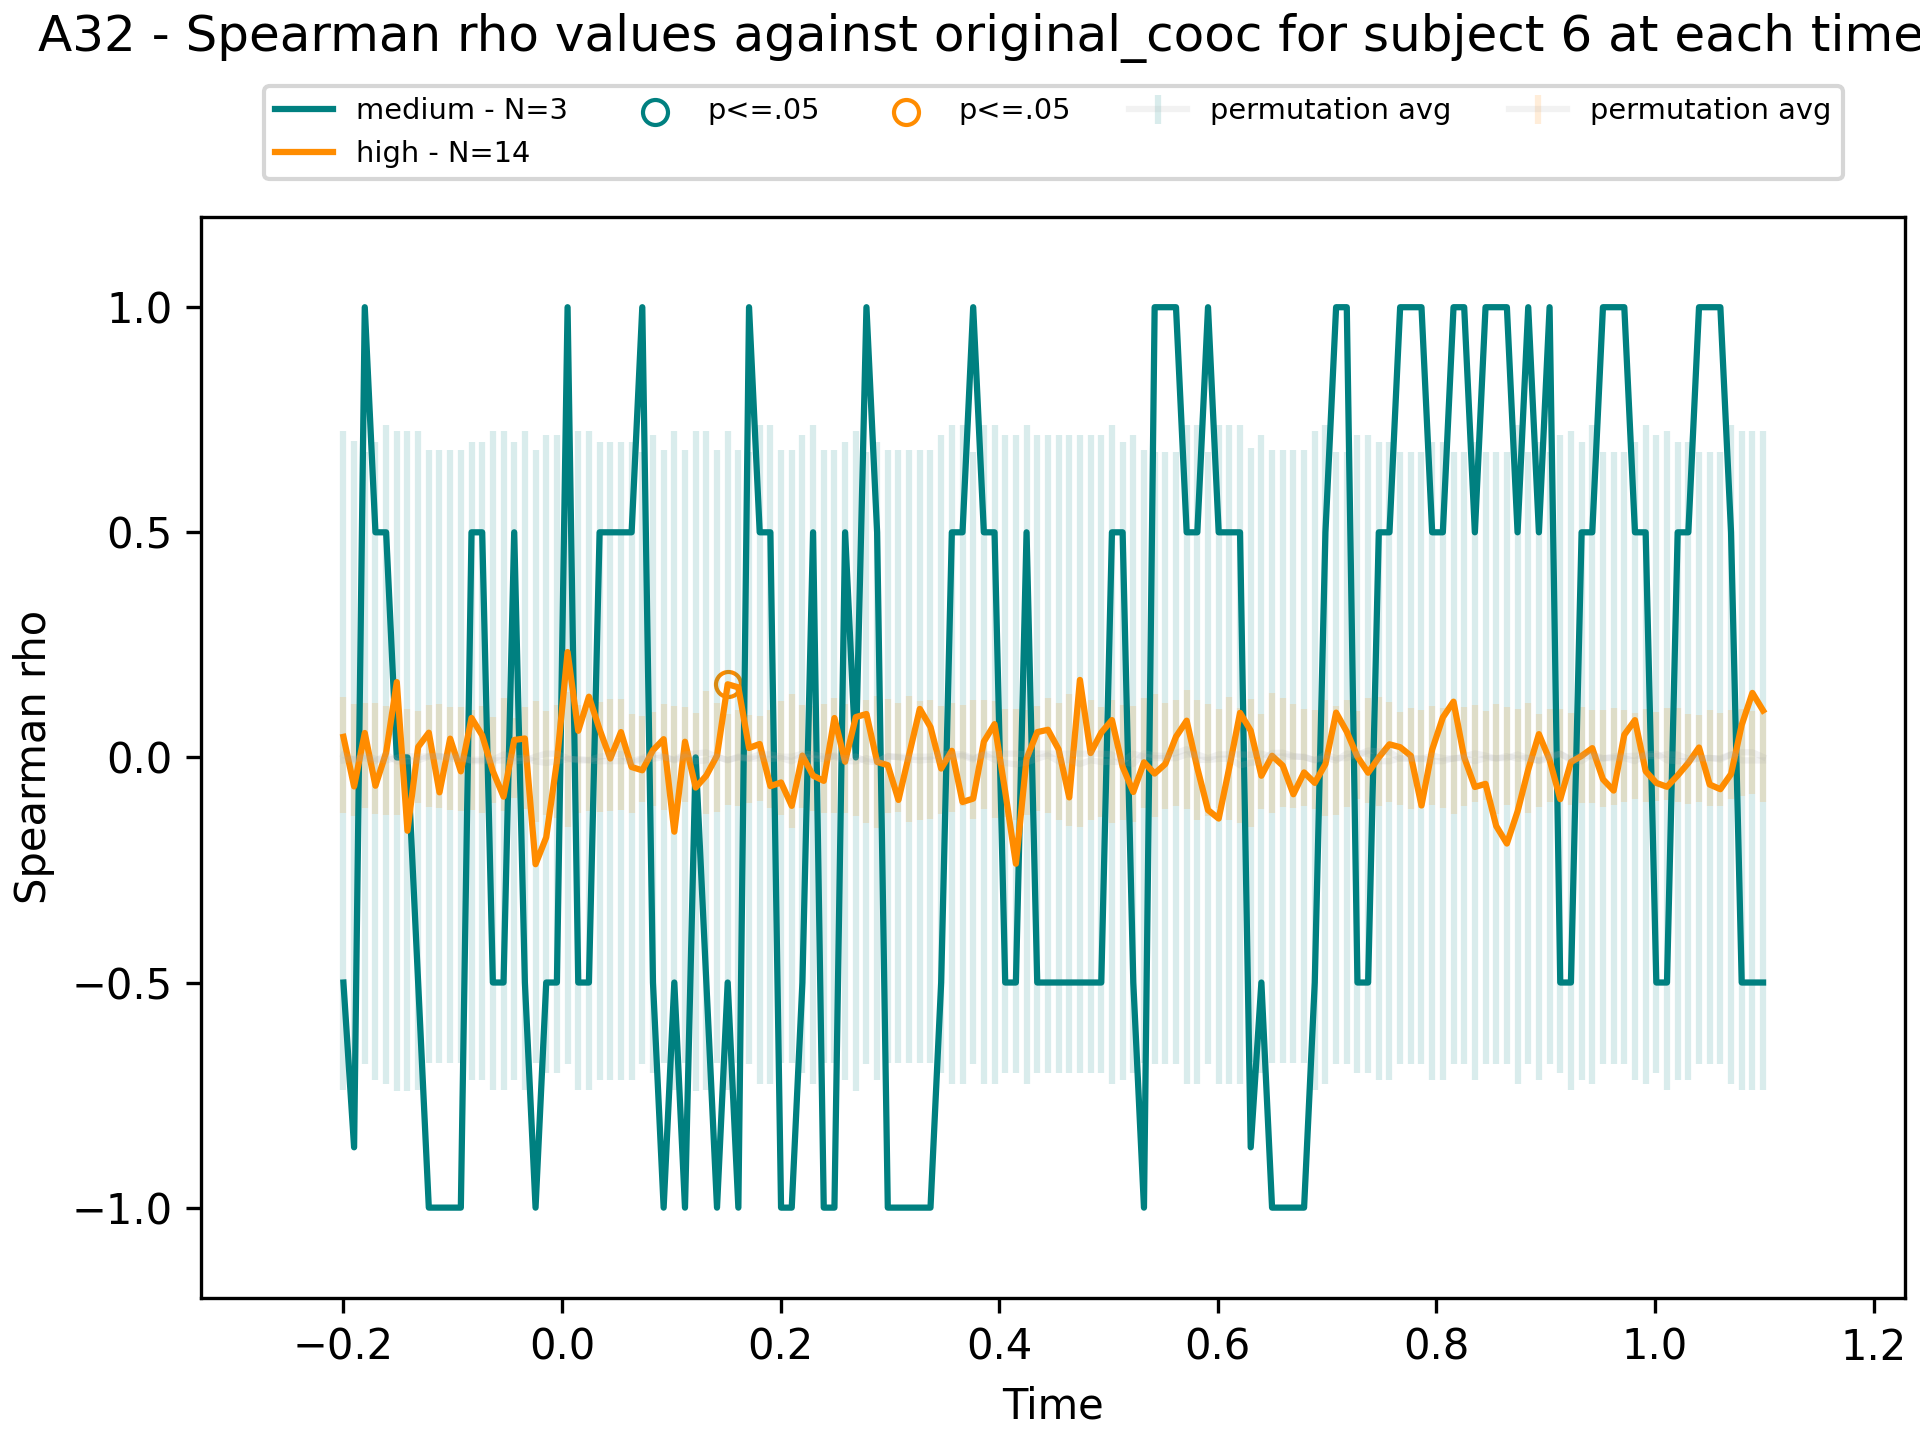 A32 - Spearman rho values against original_cooc for subject 6 at each time
medium - N=3
high - N=14
p<=.05
p<=.05
permutation avg
permutation avg
Spearman rho
1.0
0.5
0.0
−0.5
−1.0
−0.2 0.0 0.2 0.4 0.6 0.8 1.0 1.2
Time